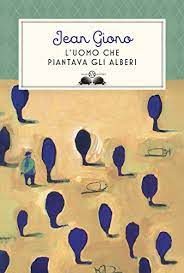 Jean Giono
L'UOMO CHE
PIANTAVA GLI ALBERI